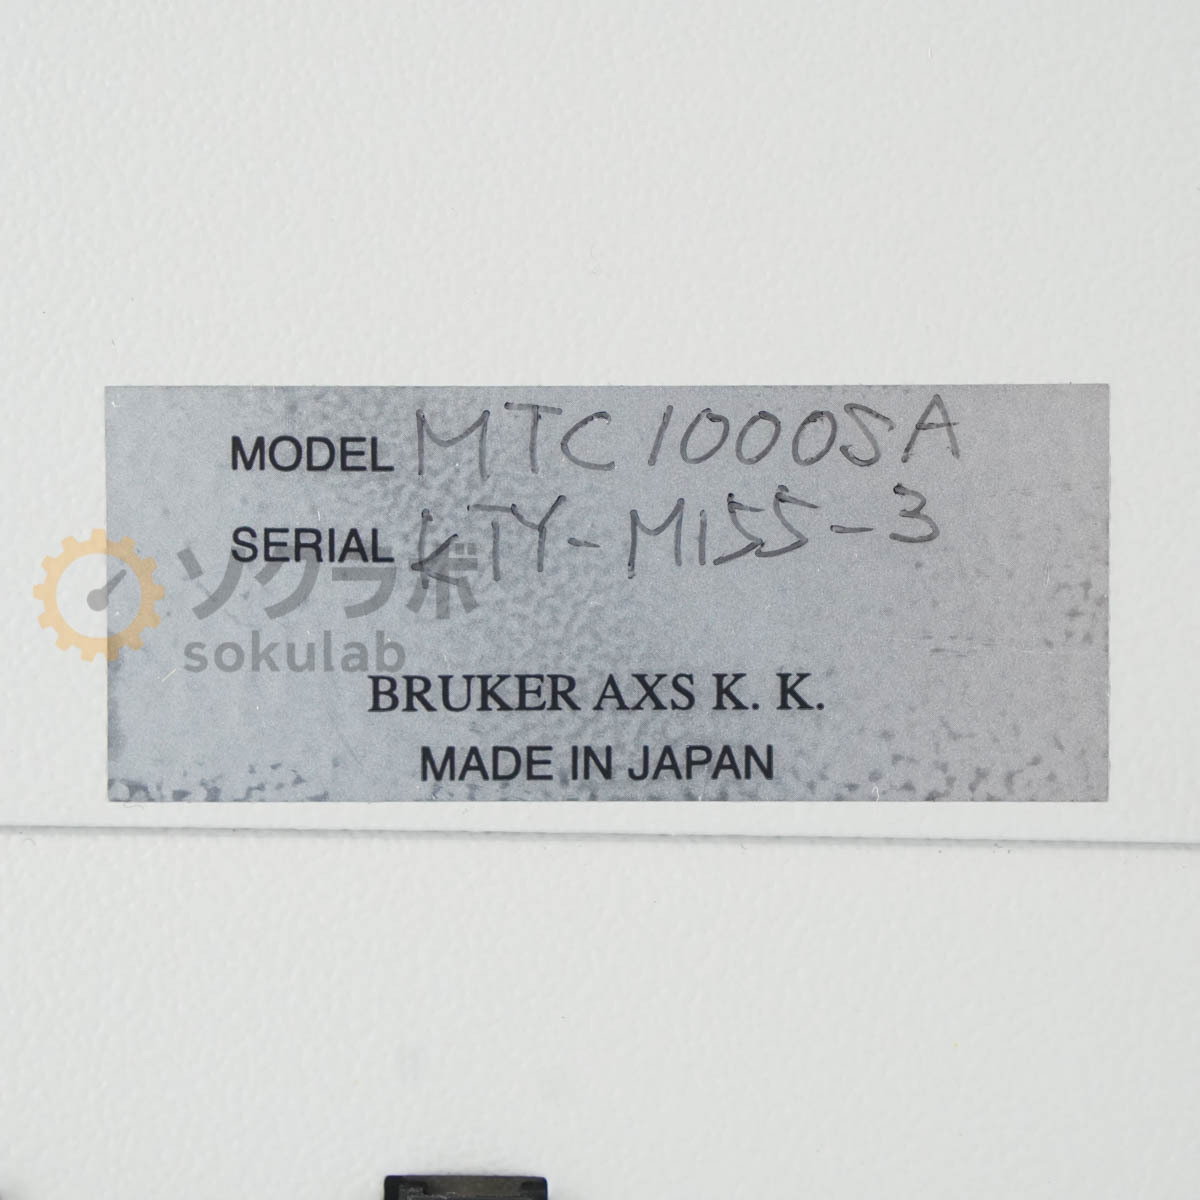 MODEL MTC1000SA
SERIAL KTY-M155-3
ソクラボ
sokulab
BRUKER AXS K. K.
MADE IN JAPAN